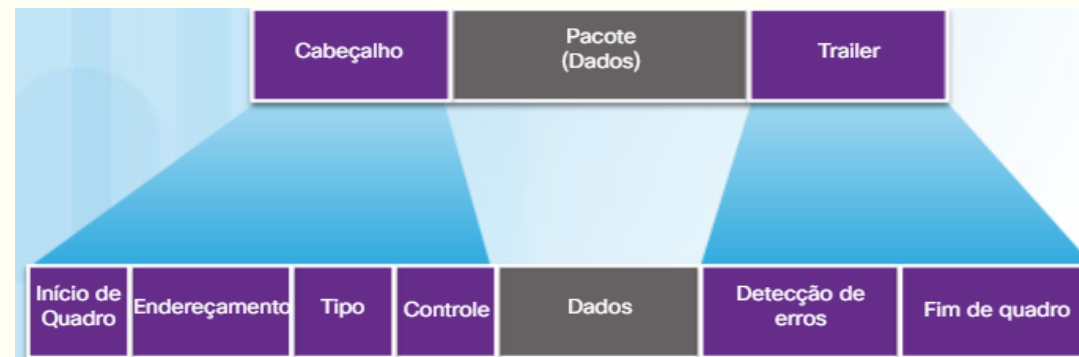 Cabeçalho
Pacote
(Dados)
Trailer
Início de
Quadro
Endereçamento
Tipo
Controle
Dados
Detecção de
erros
Fim de quadro